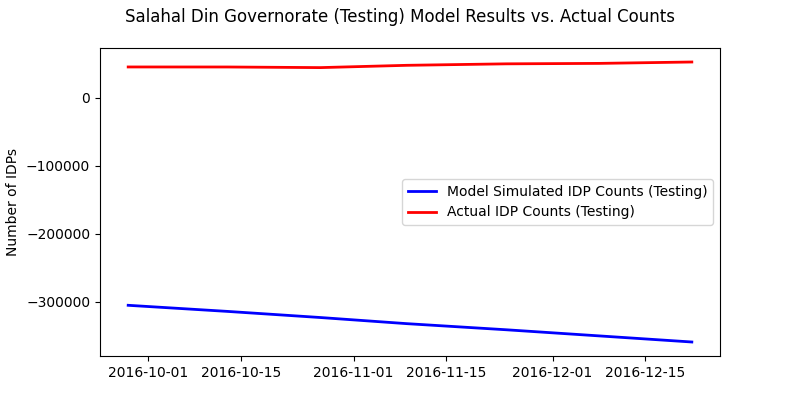 Salahal Din Governorate (Testing) Model Results vs. Actual Counts
Number of IDPs
0
−100000
−200000
−300000
Model Simulated IDP Counts (Testing)
Actual IDP Counts (Testing)
2016-10-01 2016-10-15 2016-11-01 2016-11-15 2016-12-01 2016-12-15